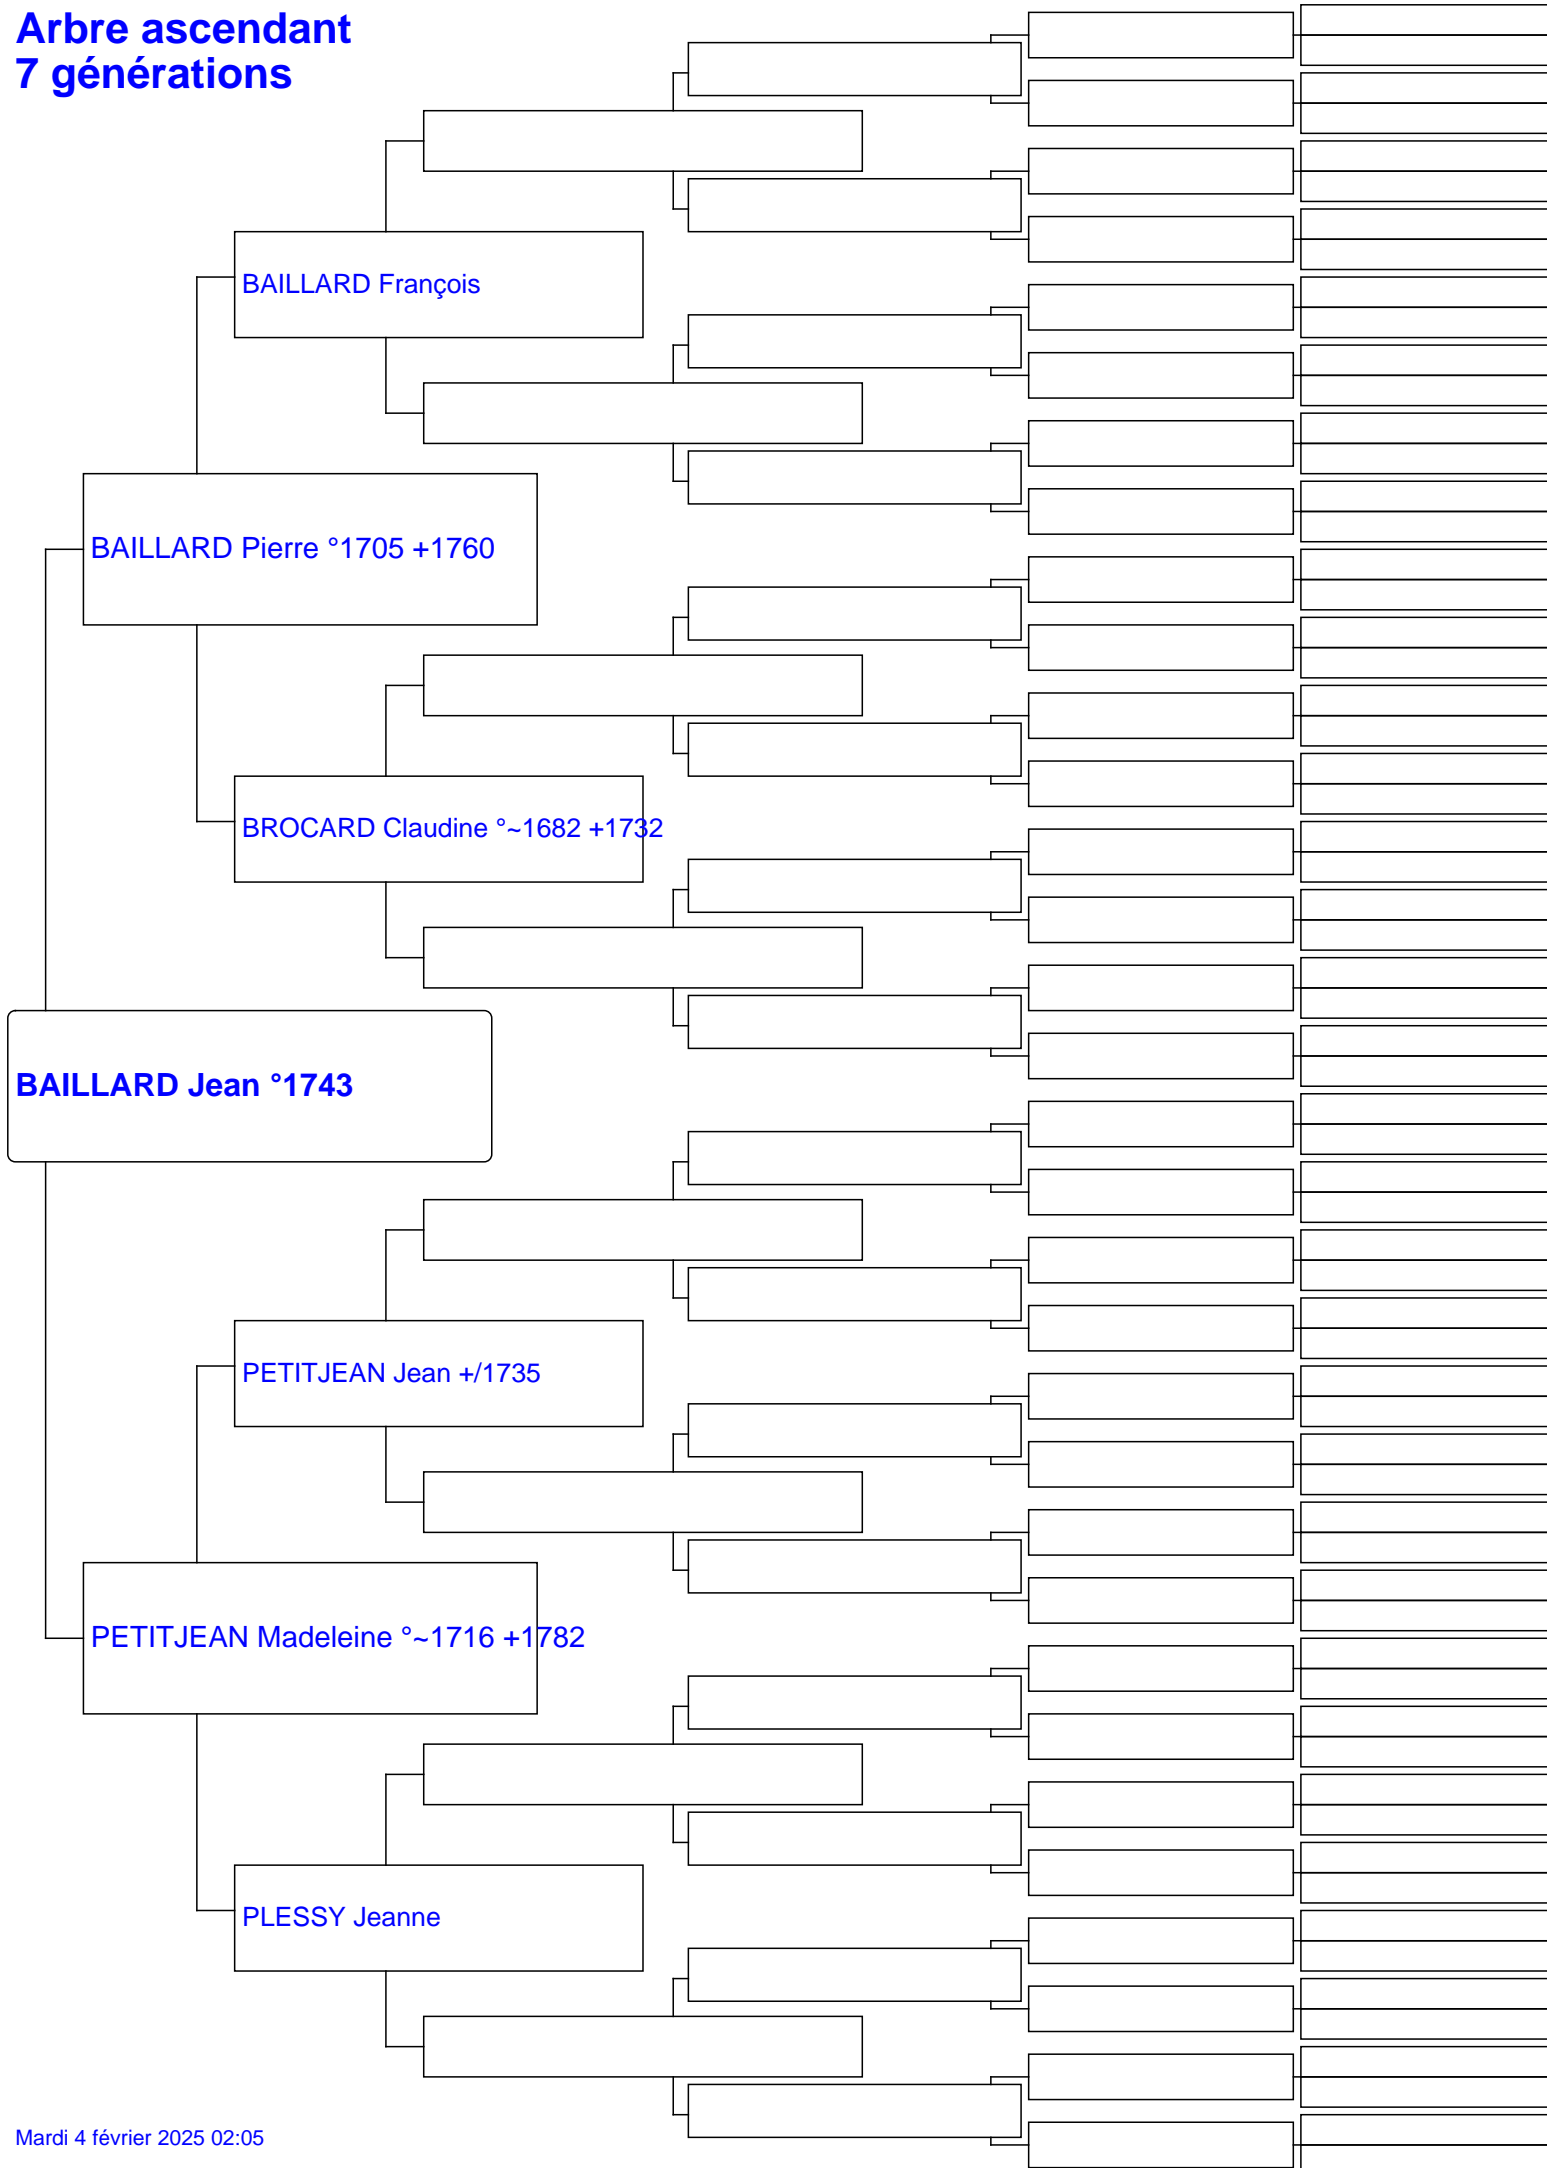 Arbre ascendant
7 générations
BAILLARD François
BAILLARD Pierre °1705 +1760
BROCARD Claudine °~1682 +1732
BAILLARD Jean °1743
PETITJEAN Jean +/1735
PETITJEAN Madeleine °~1716 +1782
PLESSY Jeanne
Mardi 4 février 2025 02:05